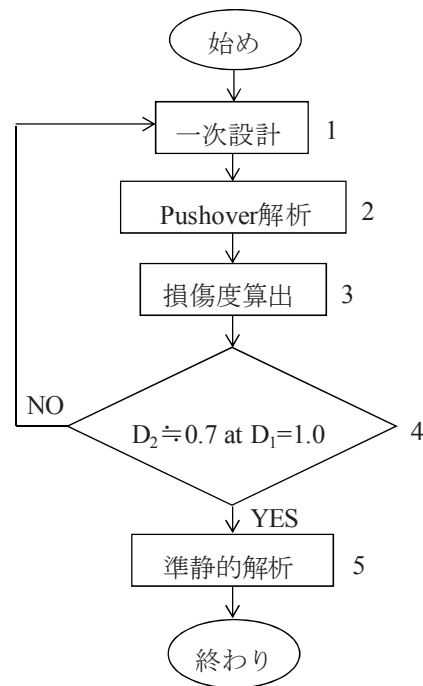 始め
一次設計 1
Pushover解析 2
損傷度算出 3
NO
D₂≒0.7 at D₁=1.0 4
YES
準静的解析 5
終わり